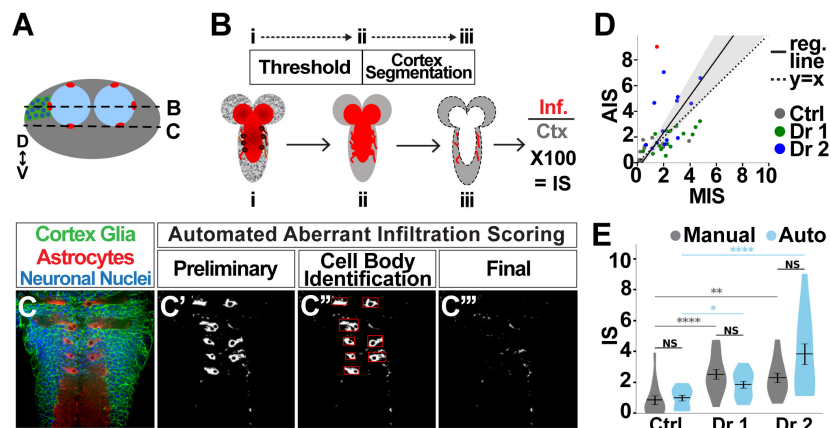 A
B
C
D
V
B
i
ii
iii
Threshold
Cortex
Segmentation
i
ii
iii
Inf.
Ctx
X100
= IS
Cortex Glia
Astrocytes
Neuronal Nuclei
Automated Aberrant Infiltration Scoring
Preliminary
Cell Body
Identification
Final
C
C'
C''
C'''
D
AIS
8
6
4
2
0
0 2 4 6 8 10
MIS
reg.
line
y=x
Ctrl
Dr 1
Dr 2
E
Manual
Auto
IS
10
8
6
4
2
0
****
**
*
****
NS
NS
NS
Ctrl
Dr 1
Dr 2